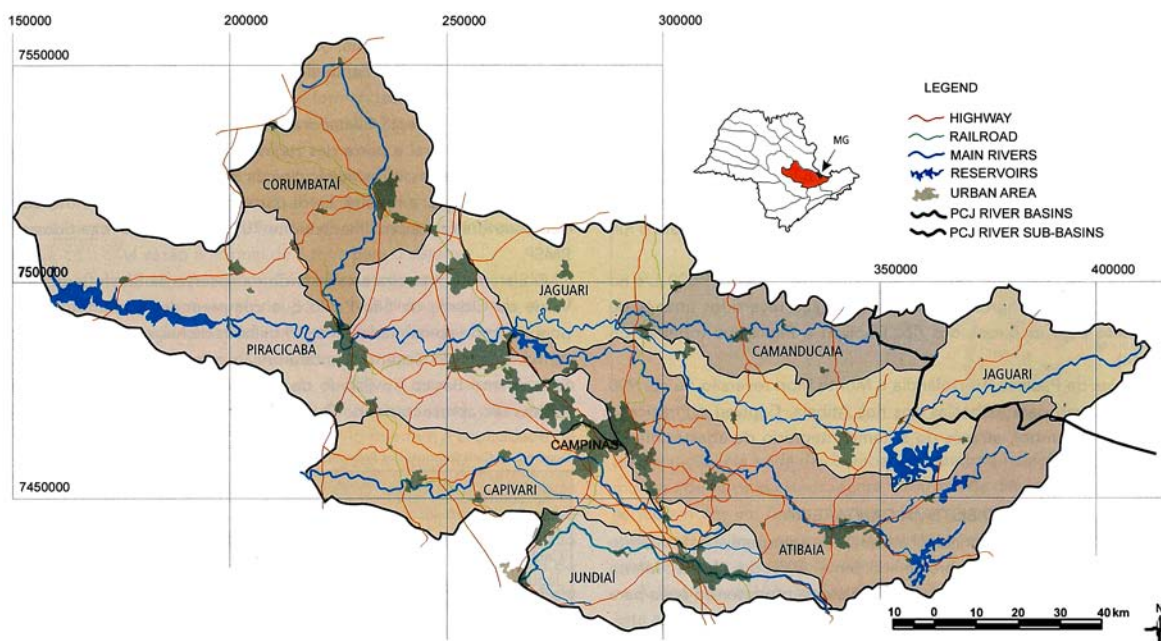 150000
200000
250000
300000
7550000
LEGEND
HIGHWAY
RAILROAD
MAIN RIVERS
RESERVOIRS
URBAN AREA
PCJ RIVER BASINS
PCJ RIVER SUB-BASINS
MG
CORUMBATAÍ
7500000
350000
400000
JAGUARI
PIRACICABA
CAMANDUCAIA
JAGUARI
CAMPINAS
7450000
CAPIVARI
ATIBAIA
JUNDIAÍ
10 0 10 20 30 40 km
N